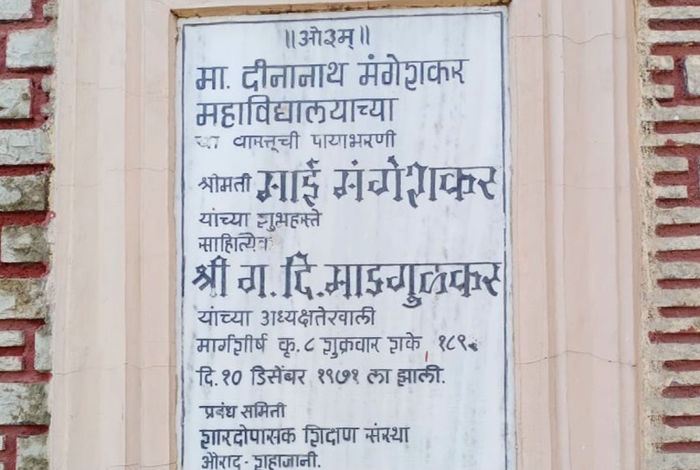 ॥ओ३म्॥
मा. दीनानाथ मंगेशकर
महाविद्यालयाच्या
वास्तूची पायाभरणी
श्रीमती माई मंगेशकर
यांच्या शुभहस्ते
श्री ग. दि. माडगुळकर
यांच्या अध्यक्षतेखाली
मार्गशीर्ष कृ. ८ शुक्रवार शके
दि. १० डिसेंबर १९७१ ला झाली.
प्रबंध समिती
शारदोपासक शिक्षण संस्था
औराद-शहाजानी.